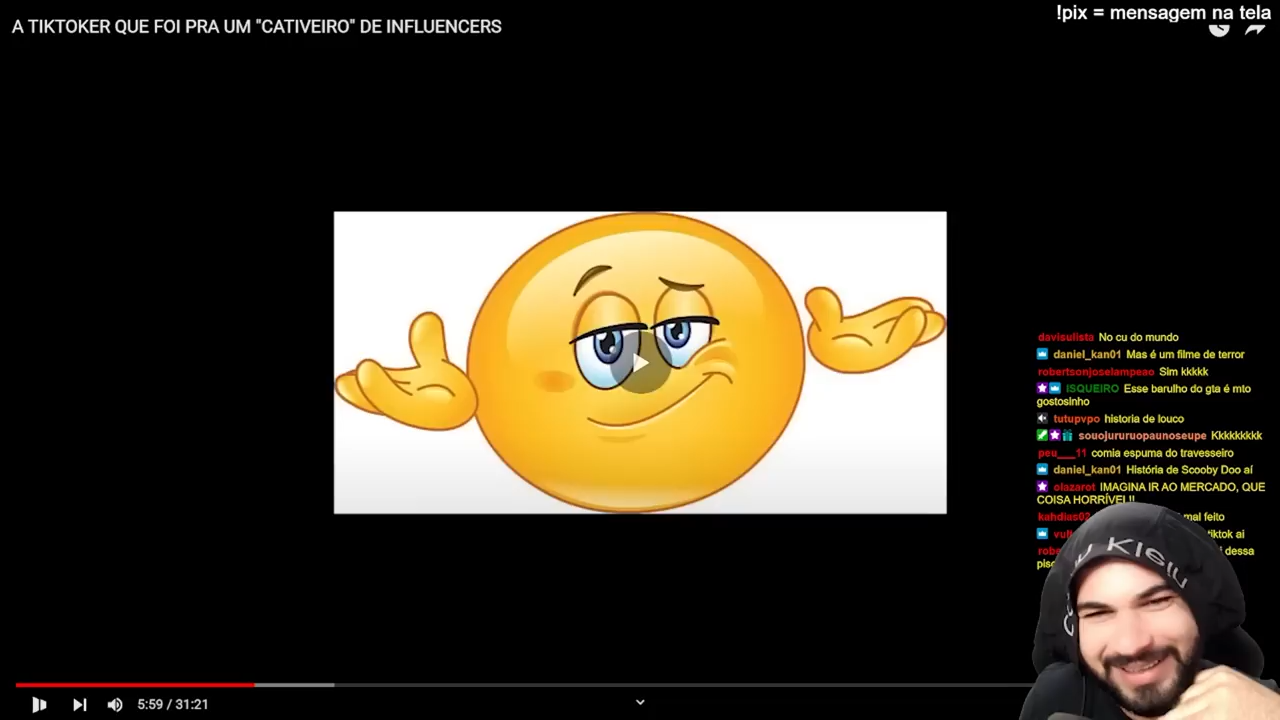 A TIKTOKER QUE FOI PRA UM "CATIVEIRO" DE INFLUENCERS
!pix = mensagem na tela
davisulista No cu do mundo
daniel_kan01 Mas é um filme de terror
robertsonjoselampeao Sim kkkkk
ISQUEIRO Esse barulho do gta é mto
gostosinho
tutupvpo historia de louco
souojururuopaunoseupe Kkkkkkkkk
peu___11 comia espuma do travesseiro
daniel_kan01 História de Scooby Doo aí
olazarot IMAGINA IR AO MERCADO, QUE
COISA HORRÍVEL!!
mal feito
tiktok ai
dessa
5:59 / 31:21